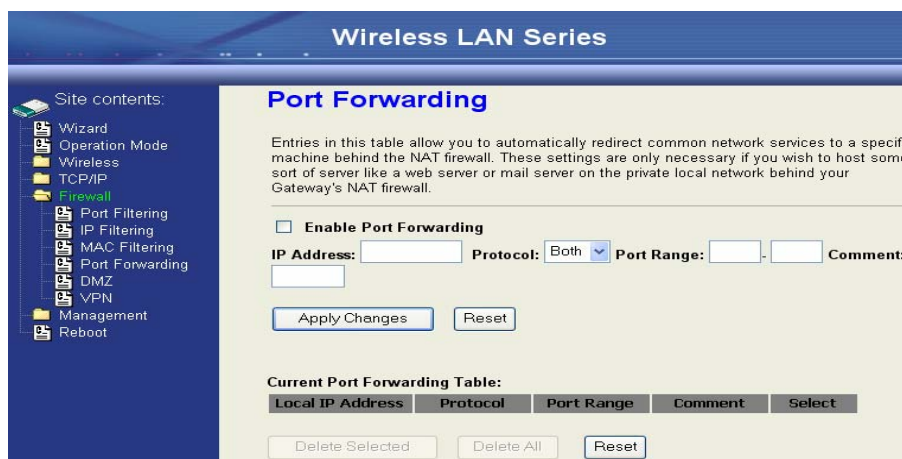 Wireless LAN Series
Site contents:
Wizard
Operation Mode
Wireless
TCP/IP
Firewall
Port Filtering
IP Filtering
MAC Filtering
Port Forwarding
DMZ
VPN
Management
Reboot
Port Forwarding
Entries in this table allow you to automatically redirect common network services to a specif
machine behind the NAT firewall. These settings are only necessary if you wish to host som
sort of server like a web server or mail server on the private local network behind your
Gateway's NAT firewall.
Enable Port Forwarding
IP Address: Protocol: Both Port Range: - Comment:
Apply Changes Reset
Current Port Forwarding Table:
Local IP Address Protocol Port Range Comment Select
Delete Selected Delete All Reset